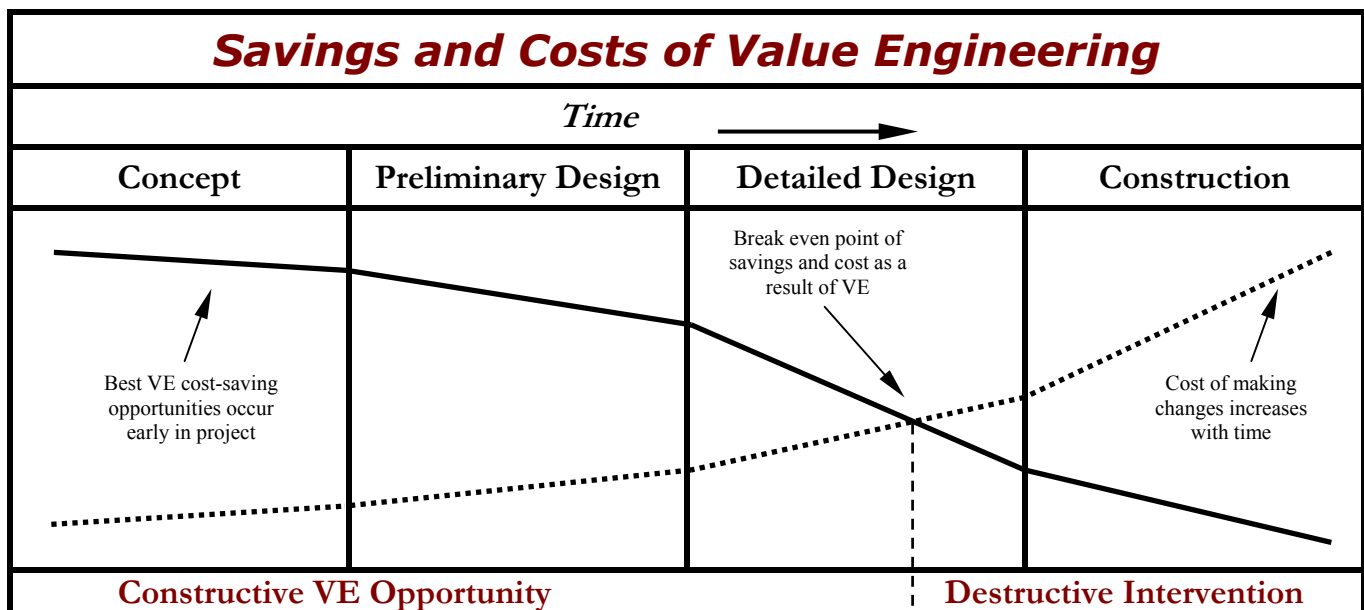 Savings and Costs of Value Engineering
Time
Concept
Preliminary Design
Detailed Design
Construction
Break even point of
savings and cost as a
result of VE
Best VE cost-saving
opportunities occur
early in project
Cost of making
changes increases
with time
Constructive VE Opportunity
Destructive Intervention